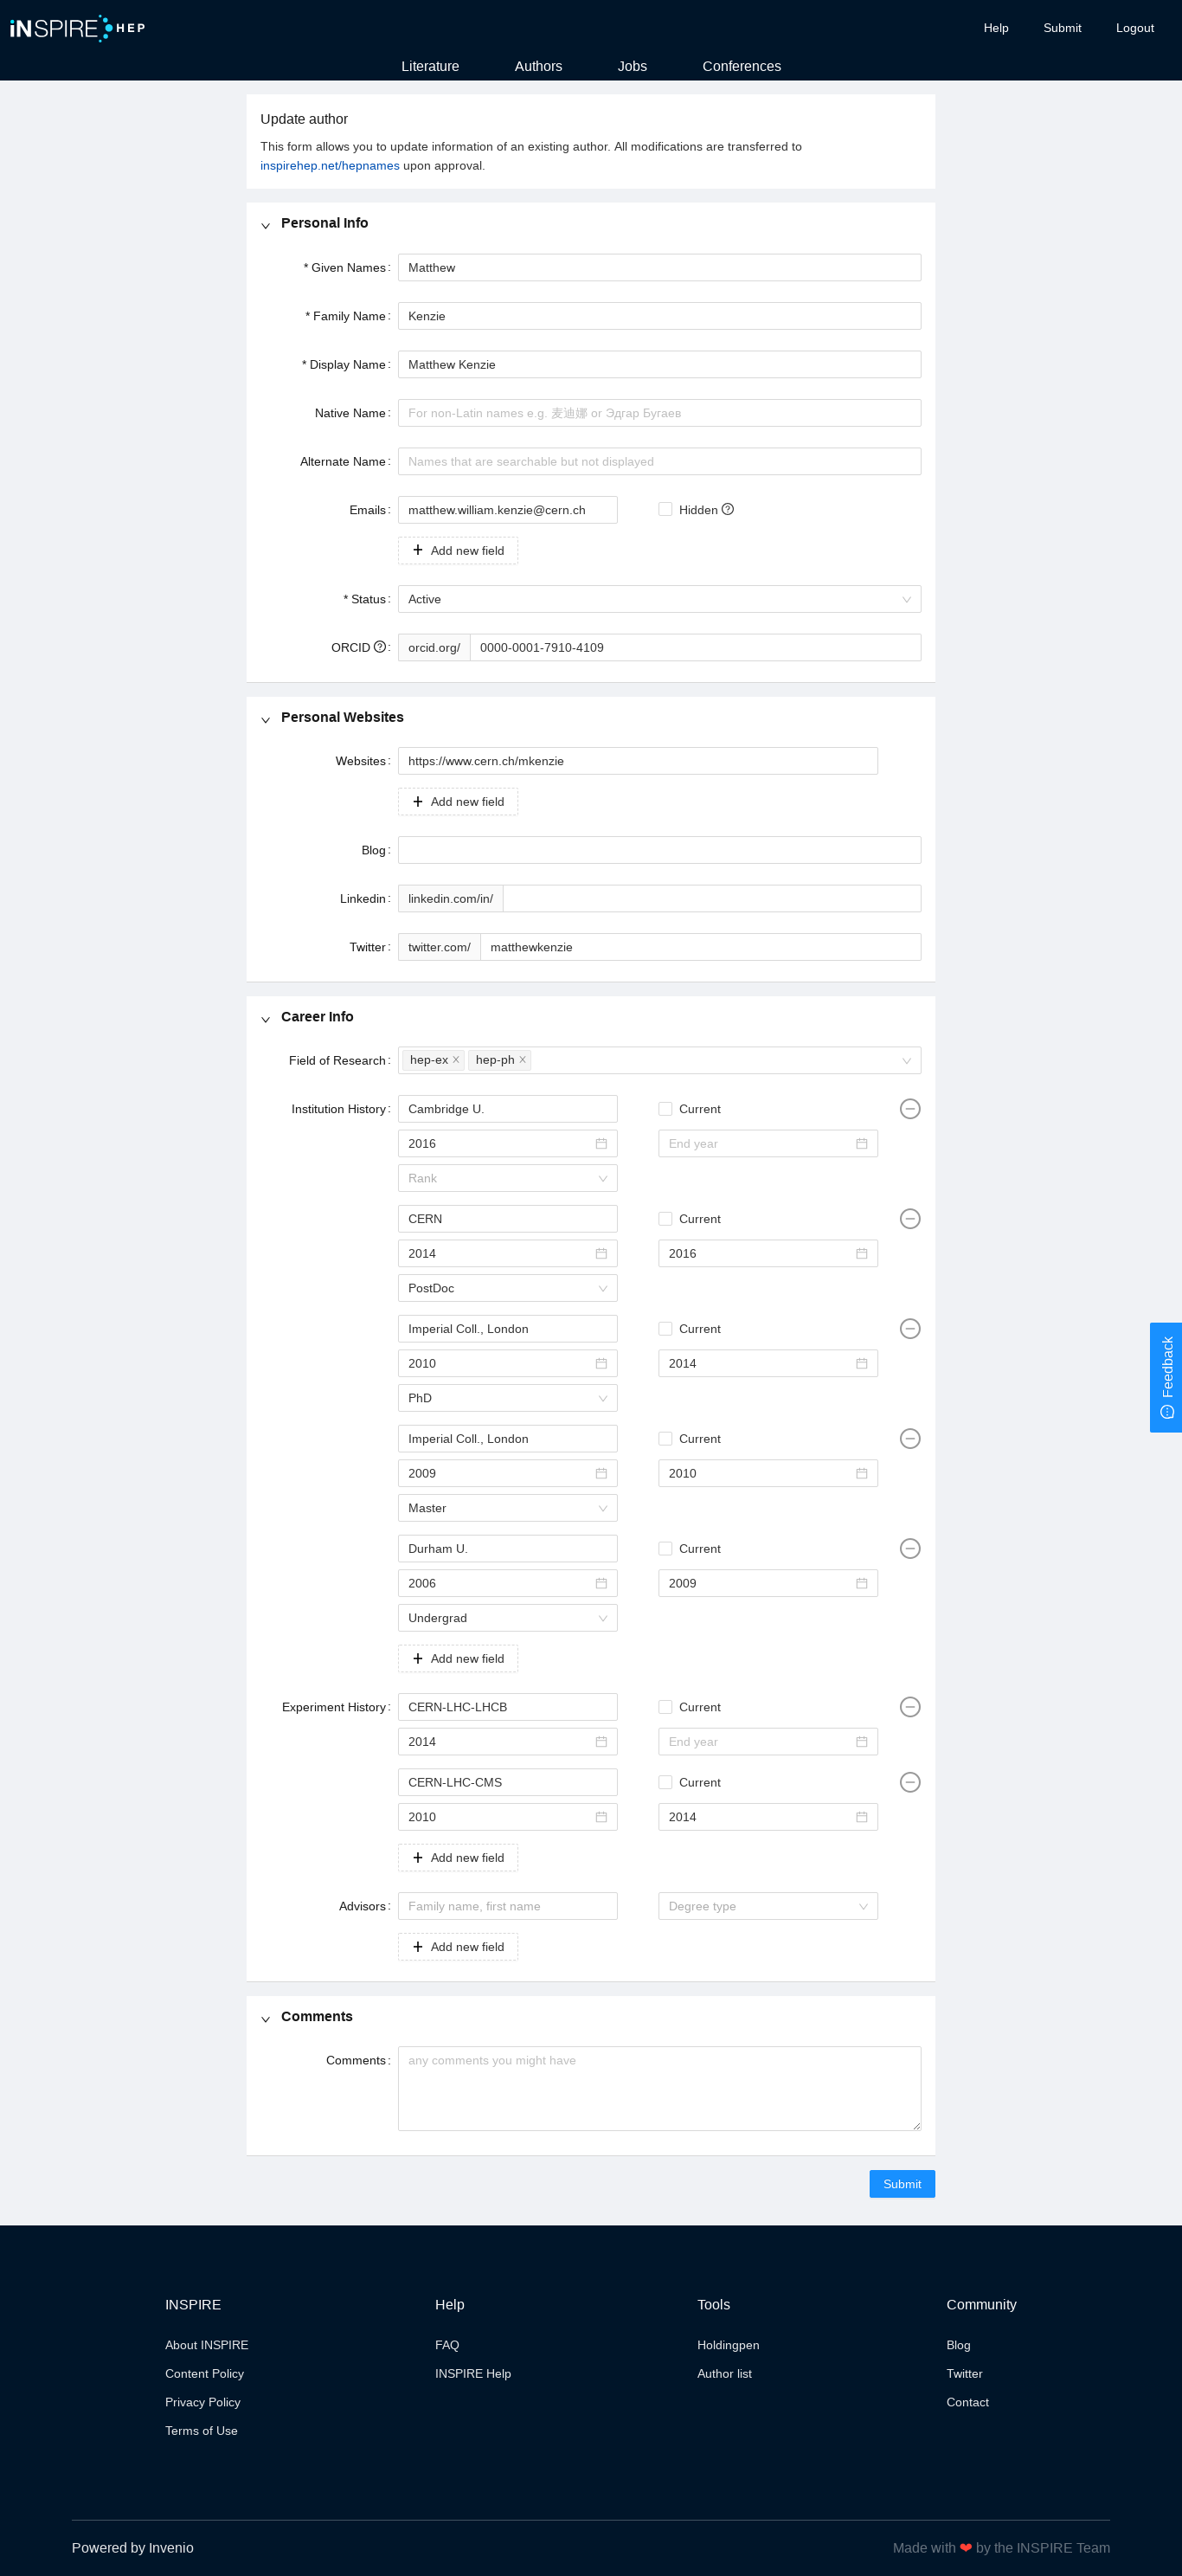 iNSPIRE HEP
Help Submit Logout
Literature Authors Jobs Conferences
Update author
This form allows you to update information of an existing author. All modifications are transferred to
inspirehep.net/hepnames upon approval.
Personal Info
* Given Names : Matthew
* Family Name : Kenzie
* Display Name : Matthew Kenzie
Native Name : For non-Latin names e.g. 麦迪娜 or Эдгар Бугаев
Alternate Name : Names that are searchable but not displayed
Emails : matthew.william.kenzie@cern.ch Hidden
Add new field
* Status : Active
ORCID : orcid.org/ 0000-0001-7910-4109
Personal Websites
Websites : https://www.cern.ch/mkenzie
Add new field
Blog :
Linkedin : linkedin.com/in/
Twitter : twitter.com/ matthewkenzie
Career Info
Field of Research : hep-ex hep-ph
Institution History : Cambridge U. Current
2016 End year
Rank
CERN Current
2014 2016
PostDoc
Imperial Coll., London Current
2010 2014
PhD
Imperial Coll., London Current
2009 2010
Master
Durham U. Current
2006 2009
Undergrad
Add new field
Experiment History : CERN-LHC-LHCB Current
2014 End year
CERN-LHC-CMS Current
2010 2014
Add new field
Advisors : Family name, first name Degree type
Add new field
Comments
Comments : any comments you might have
Submit
Feedback
INSPIRE Help Tools Community
About INSPIRE FAQ Holdingpen Blog
Content Policy INSPIRE Help Author list Twitter
Privacy Policy Contact
Terms of Use
Powered by Invenio Made with ❤ by the INSPIRE Team